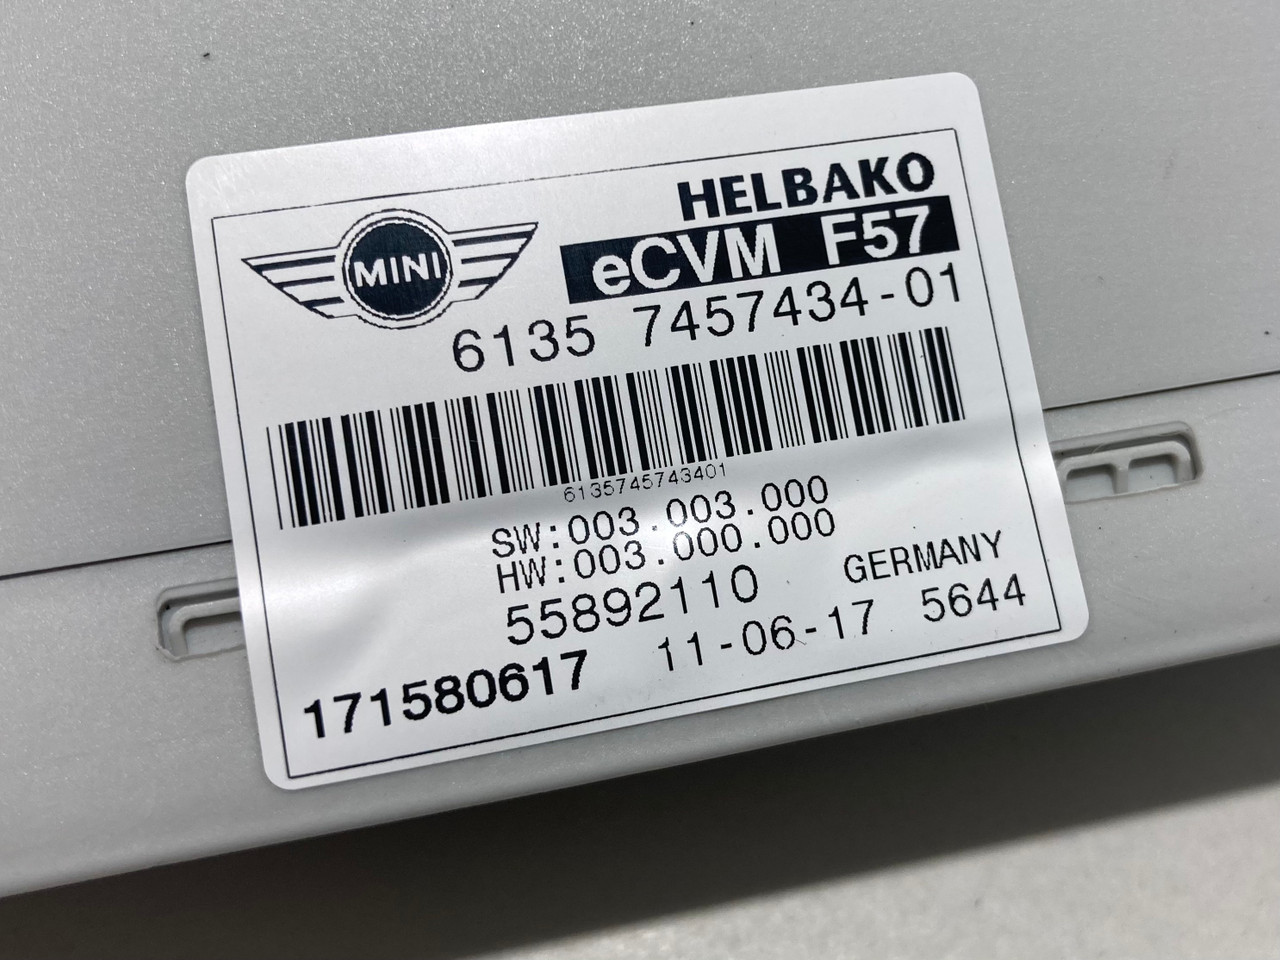 MINI
HELBAKO
eCVM F57
6135 7457434-01
6135745743401
SW:003.003.000
HW:003.000.000
55892110 GERMANY
171580617 11-06-17 5644